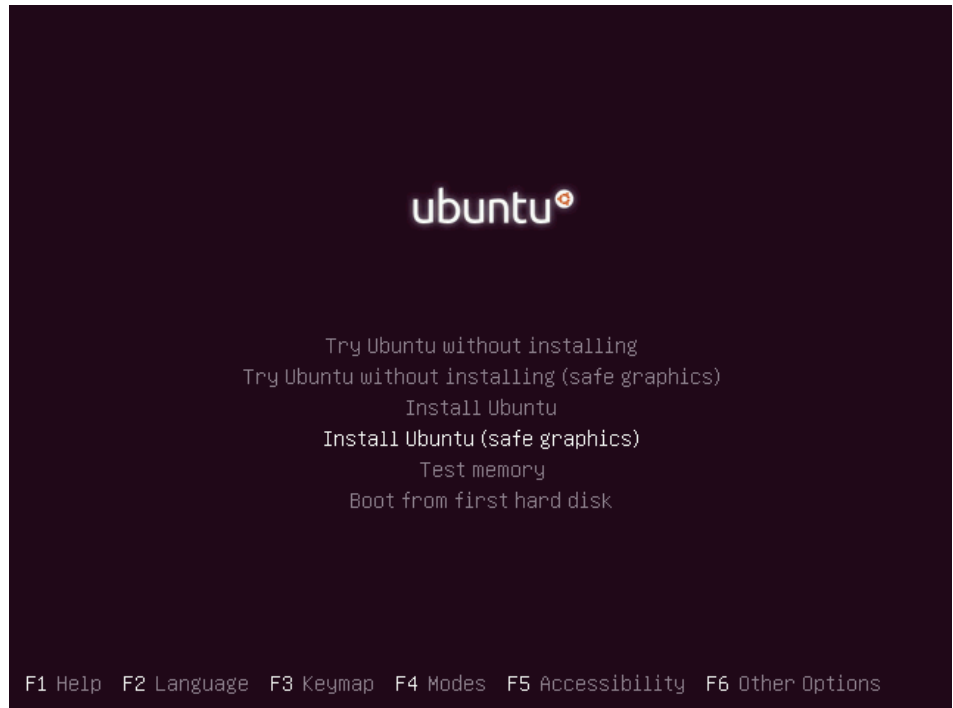 ubuntu
Try Ubuntu without installing
Try Ubuntu without installing (safe graphics)
Install Ubuntu
Install Ubuntu (safe graphics)
Test memory
Boot from first hard disk
F1 Help F2 Language F3 Keymap F4 Modes F5 Accessibility F6 Other Options